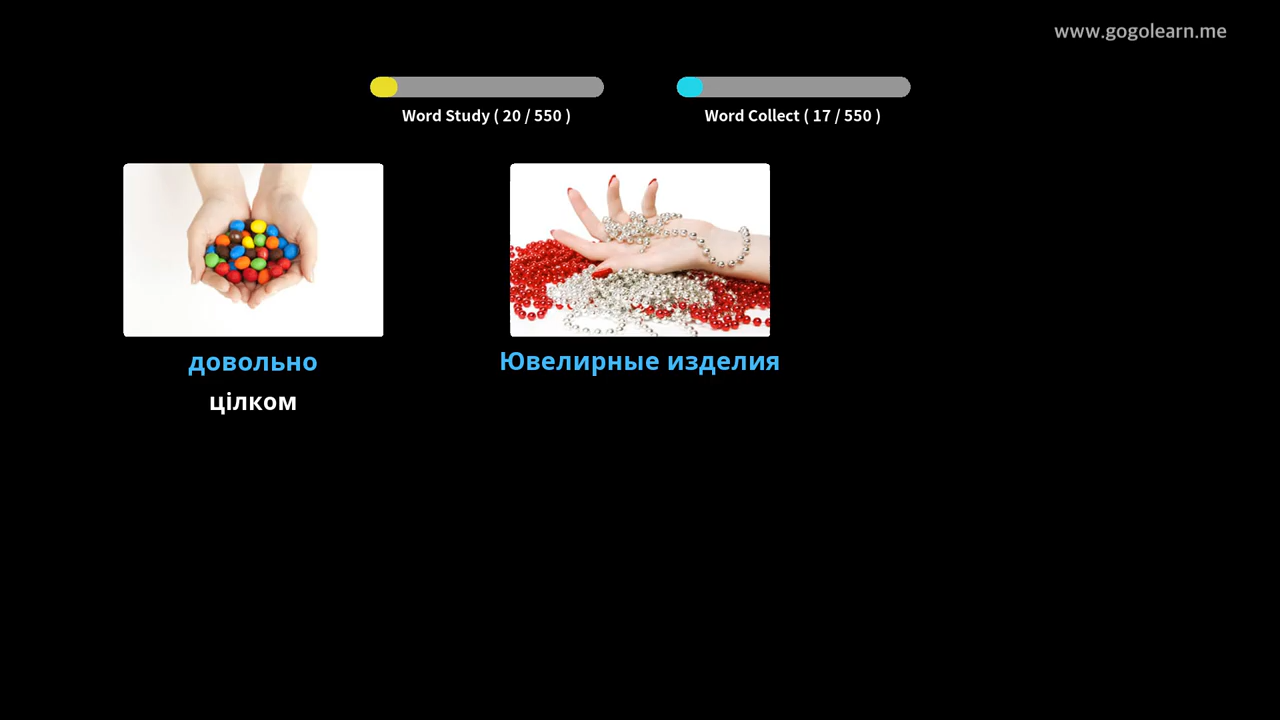 www.gogolearn.me
Word Study ( 20 / 550 )
Word Collect ( 17 / 550 )
довольно
цілком
Ювелирные изделия